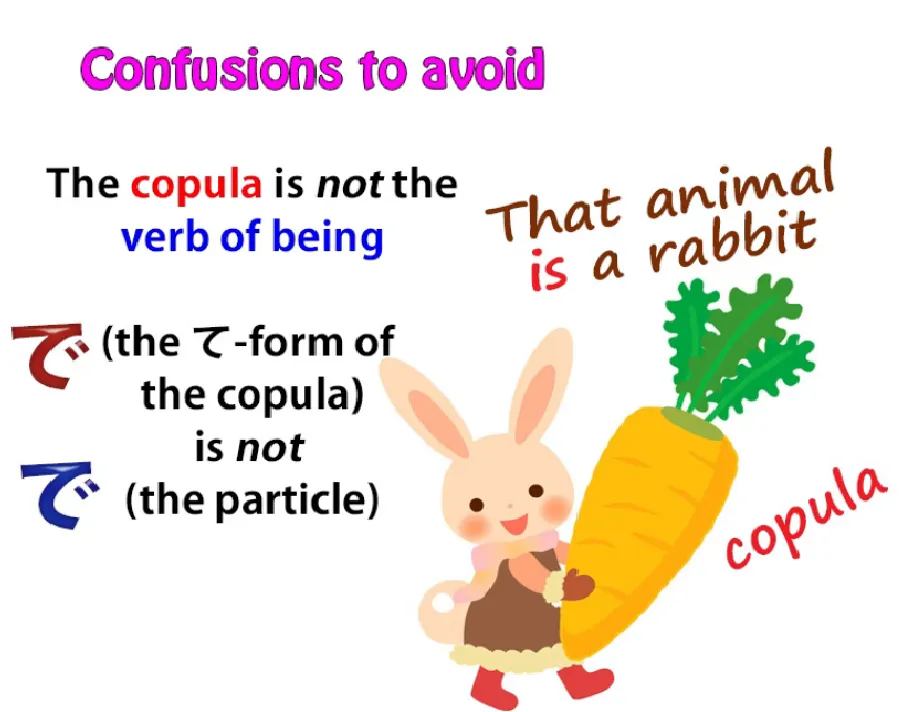 Confusions to avoid
The copula is not the
verb of being
で (the て-form of
the copula)
is not
で (the particle)
That animal
is a rabbit
copula